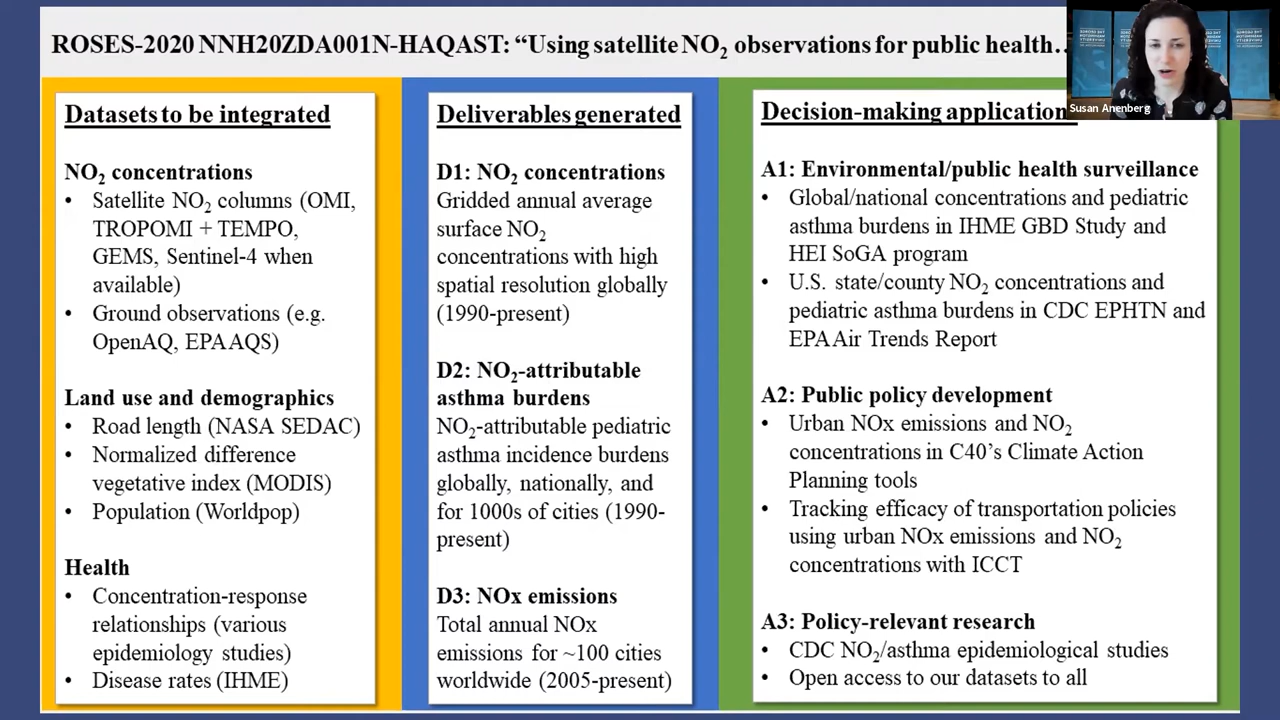 ROSES-2020 NNH20ZDA001N-HAQAST: “Using satellite NO₂ observations for public health…
Susan Anenberg
Datasets to be integrated
NO₂ concentrations
• Satellite NO₂ columns (OMI,
TROPOMI + TEMPO,
GEMS, Sentinel-4 when
available)
• Ground observations (e.g.
OpenAQ, EPA AQS)
Land use and demographics
• Road length (NASA SEDAC)
• Normalized difference
vegetative index (MODIS)
• Population (Worldpop)
Health
• Concentration-response
relationships (various
epidemiology studies)
• Disease rates (IHME)
Deliverables generated
D1: NO₂ concentrations
Gridded annual average
surface NO₂
concentrations with high
spatial resolution globally
(1990-present)
D2: NO₂-attributable
asthma burdens
NO₂-attributable pediatric
asthma incidence burdens
globally, nationally, and
for 1000s of cities (1990-
present)
D3: NOx emissions
Total annual NOx
emissions for ~100 cities
worldwide (2005-present)
Decision-making application
A1: Environmental/public health surveillance
• Global/national concentrations and pediatric
asthma burdens in IHME GBD Study and
HEI SoGA program
• U.S. state/county NO₂ concentrations and
pediatric asthma burdens in CDC EPHTN and
EPA Air Trends Report
A2: Public policy development
• Urban NOx emissions and NO₂
concentrations in C40’s Climate Action
Planning tools
• Tracking efficacy of transportation policies
using urban NOx emissions and NO₂
concentrations with ICCT
A3: Policy-relevant research
• CDC NO₂/asthma epidemiological studies
• Open access to our datasets to all